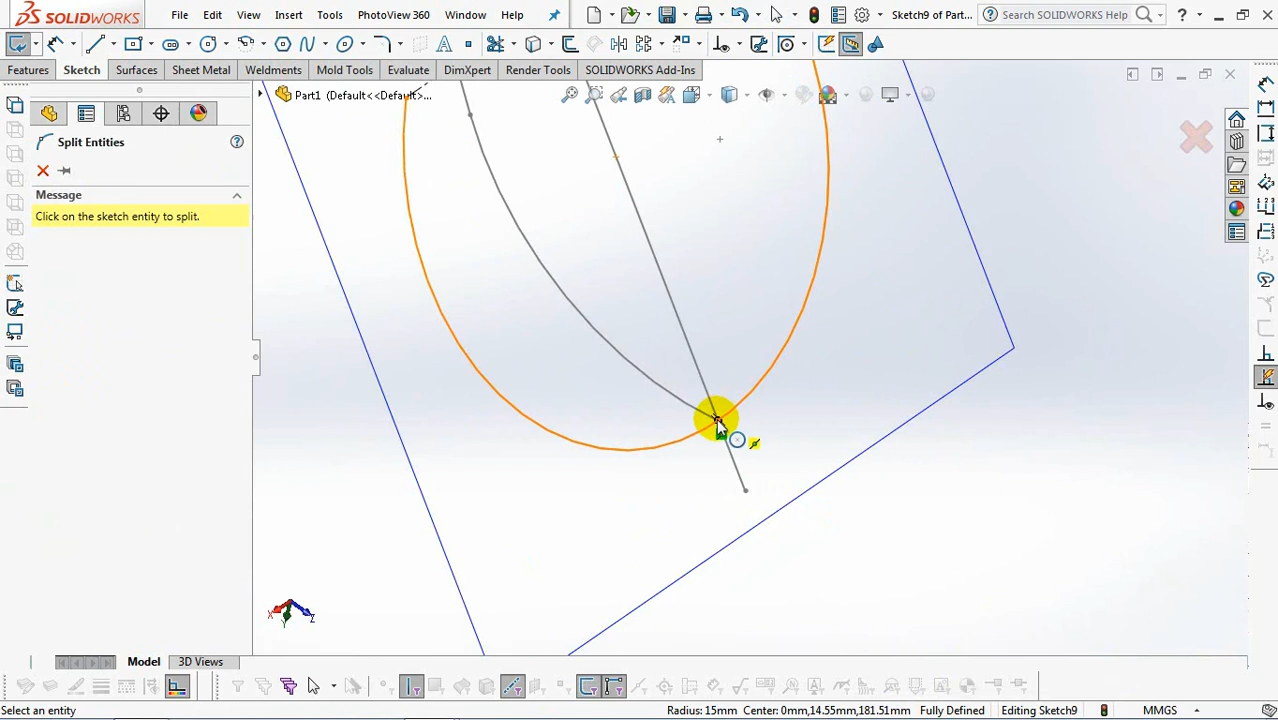 SOLIDWORKS File Edit View Insert Tools PhotoView 360 Window Help Sketch9 of Part... Search SOLIDWORKS Help ?
Features Sketch Surfaces Sheet Metal Weldments Mold Tools Evaluate DimXpert Render Tools SOLIDWORKS Add-Ins
Part1 (Default<<Default>...
Split Entities ?
Message
Click on the sketch entity to split.
X Y Z
Model 3D Views
Select an entity Radius: 15mm Center: 0mm,14.55mm,181.51mm Fully Defined Editing Sketch9 MMGS